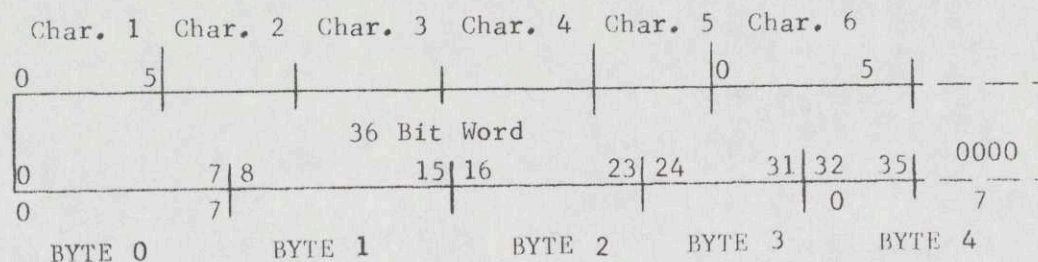 Char. 1 Char. 2 Char. 3 Char. 4 Char. 5 Char. 6
0 5 0 5
36 Bit Word
0 7 8 15 16 23 24 31 32 35 0000
0 7 0 7
BYTE 0 BYTE 1 BYTE 2 BYTE 3 BYTE 4